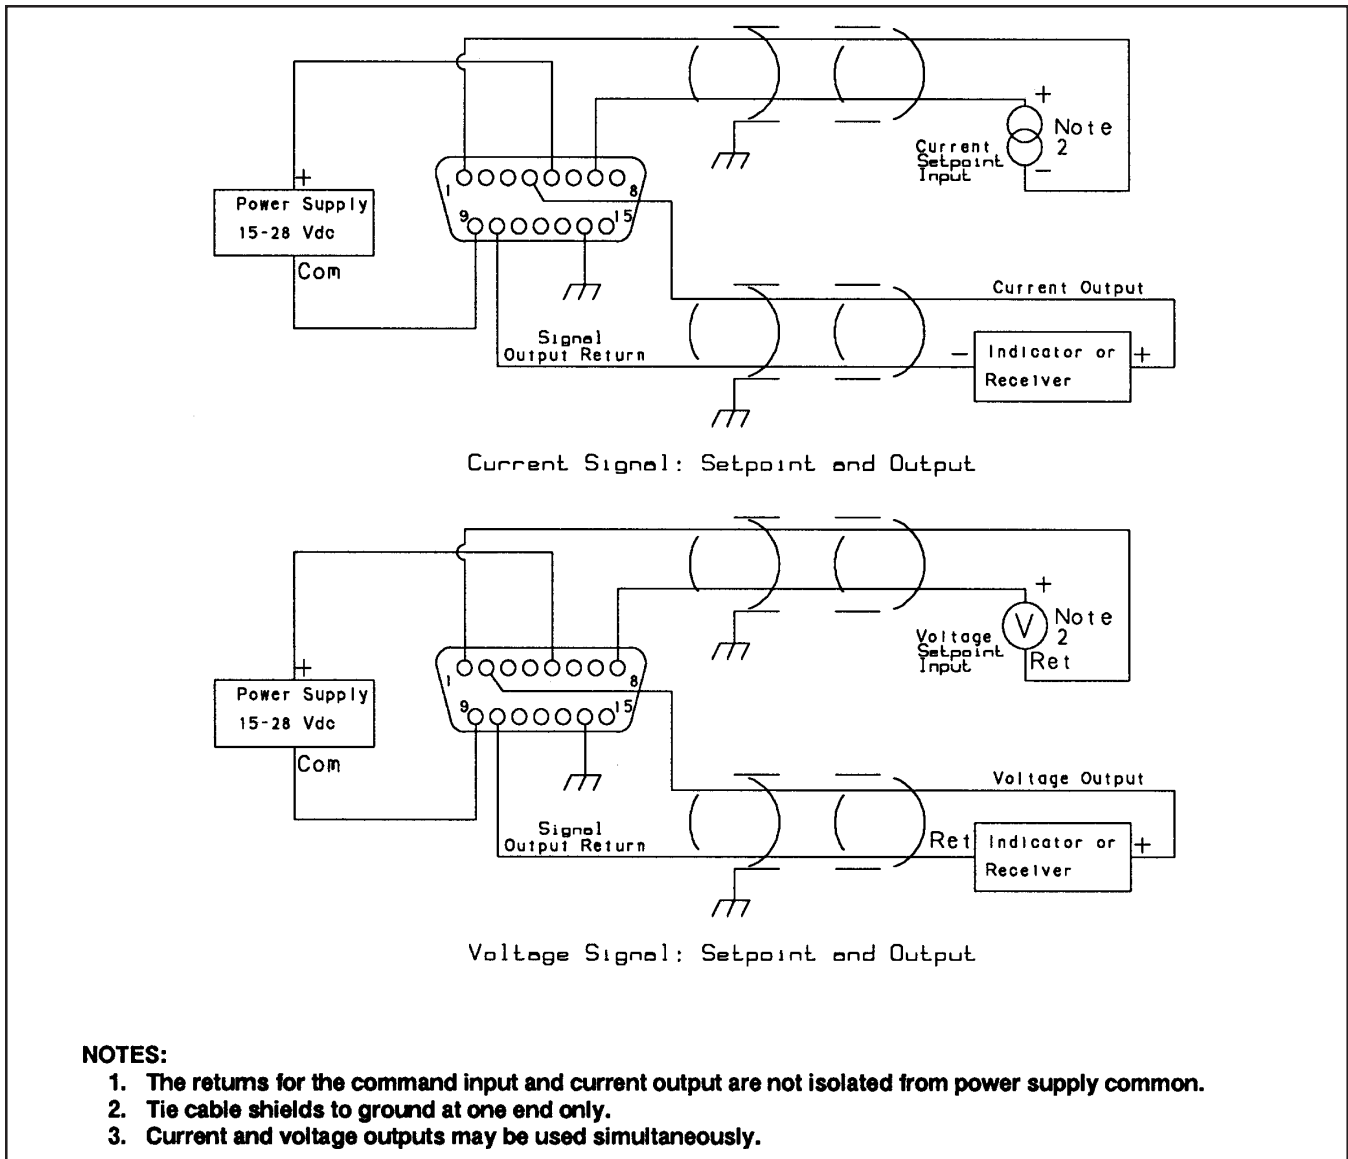 +
Note
2
Current
Setpoint
Input
-
1
8
9
15
+
Power Supply
15-28 Vdc
Com
Current Output
Signal
Output Return
-
Indicator or
Receiver
+
Current Signal: Setpoint and Output
+
Note
2
V
Voltage
Setpoint
Input
Ret
1
8
9
15
+
Power Supply
15-28 Vdc
Com
Voltage Output
Signal
Output Return
Ret
Indicator or
Receiver
+
Voltage Signal: Setpoint and Output
NOTES:
1. The returns for the command input and current output are not isolated from power supply common.
2. Tie cable shields to ground at one end only.
3. Current and voltage outputs may be used simultaneously.